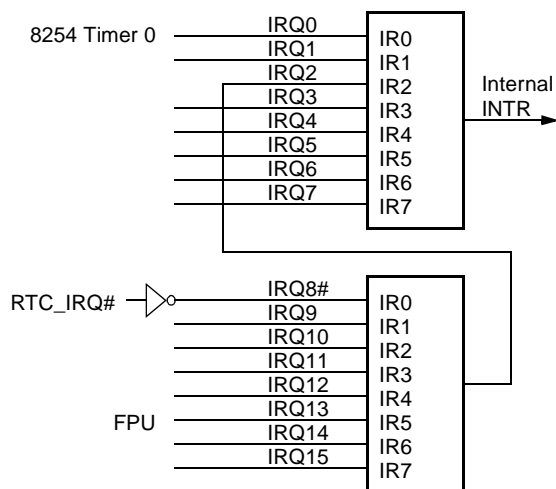 8254 Timer 0
IRQ0
IR0
IRQ1
IR1
IRQ2
IR2
IRQ3
IR3
IRQ4
IR4
IRQ5
IR5
IRQ6
IR6
IRQ7
IR7
Internal
INTR
RTC_IRQ#
IRQ8#
IR0
IRQ9
IR1
IRQ10
IR2
IRQ11
IR3
IRQ12
IR4
FPU
IRQ13
IR5
IRQ14
IR6
IRQ15
IR7